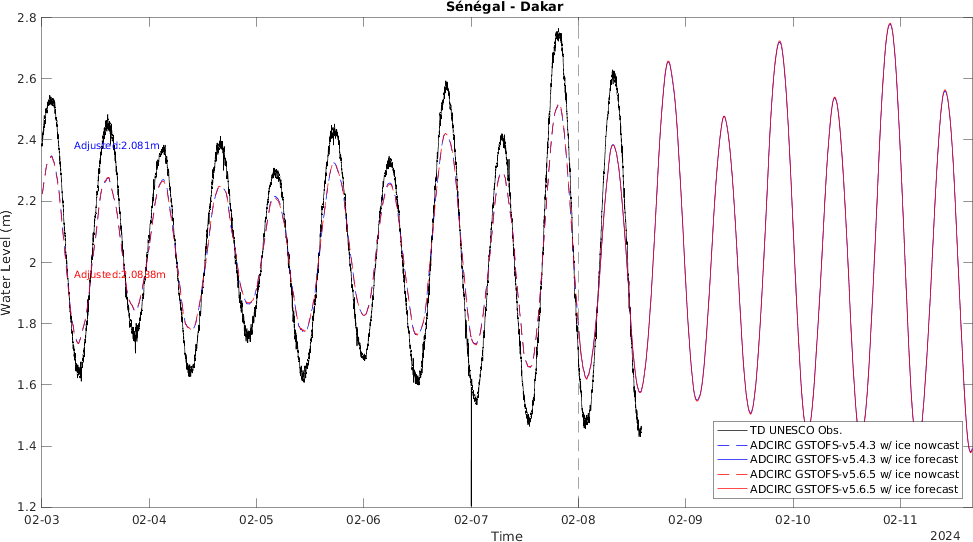 Sénégal - Dakar
2.8
2.6
2.4
2.2
2
1.8
1.6
1.4
1.2
Water Level (m)
Adjusted:2.081m
Adjusted:2.0838m
TD UNESCO Obs.
ADCIRC GSTOFS-v5.4.3 w/ ice nowcast
ADCIRC GSTOFS-v5.4.3 w/ ice forecast
ADCIRC GSTOFS-v5.6.5 w/ ice nowcast
ADCIRC GSTOFS-v5.6.5 w/ ice forecast
02-03 02-04 02-05 02-06 02-07 02-08 02-09 02-10 02-11
Time
2024